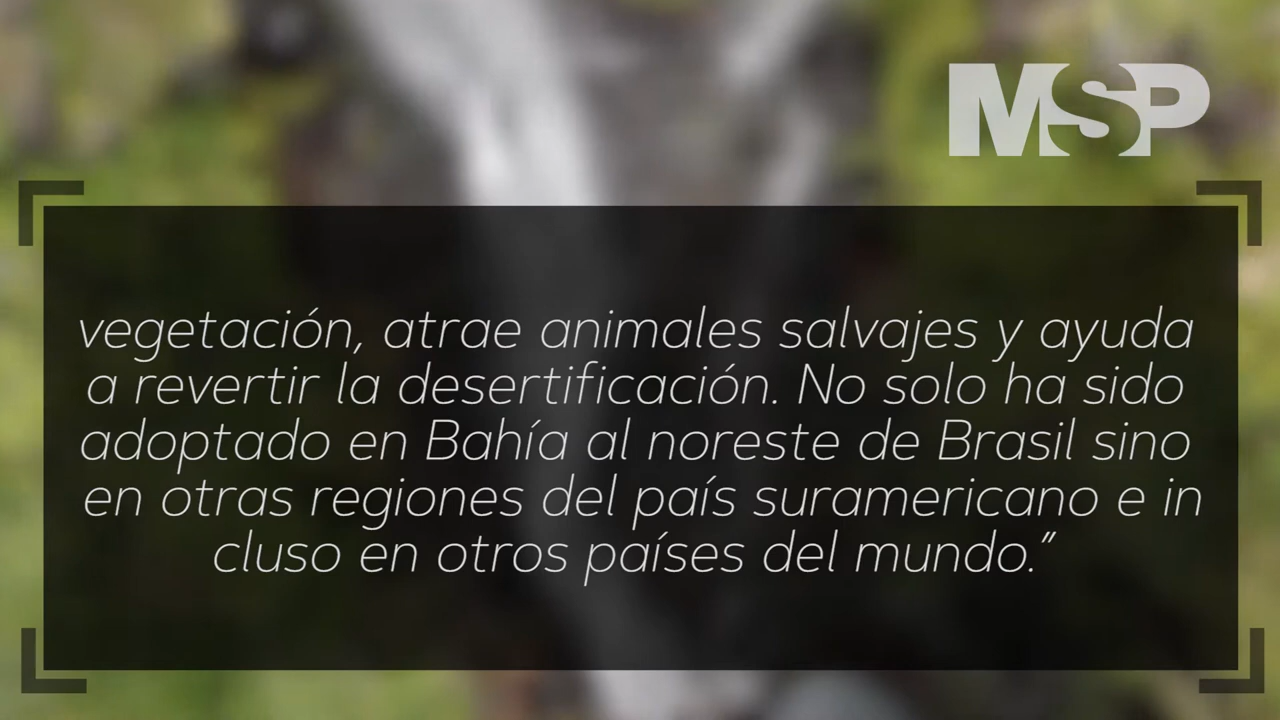 MSP
vegetación, atrae animales salvajes y ayuda
a revertir la desertificación. No solo ha sido
adoptado en Bahía al noreste de Brasil sino
en otras regiones del país suramericano e in
cluso en otros países del mundo.”